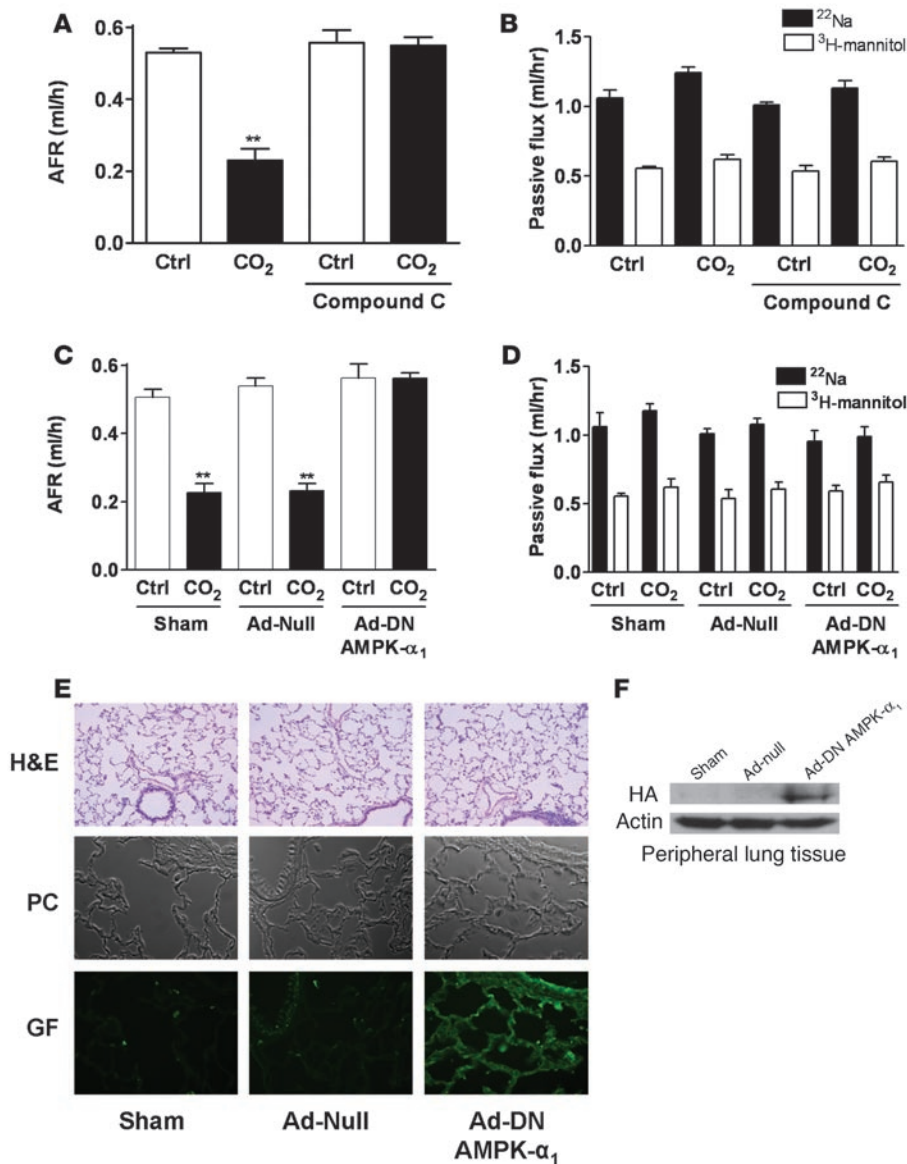 A
AFR (ml/h)
0.6
0.4
0.2
0.0
**
Ctrl CO₂ Ctrl CO₂
Compound C
B
²²Na
³H-mannitol
Passive flux (ml/hr)
1.5
1.0
0.5
0.0
Ctrl CO₂ Ctrl CO₂
Compound C
C
AFR (ml/h)
0.6
0.4
0.2
0.0
** **
Ctrl CO₂ Ctrl CO₂ Ctrl CO₂
Sham Ad-Null Ad-DN
AMPK-α₁
D
²²Na
³H-mannitol
Passive flux (ml/hr)
1.5
1.0
0.5
0.0
Ctrl CO₂ Ctrl CO₂ Ctrl CO₂
Sham Ad-Null Ad-DN
AMPK-α₁
E
H&E
PC
GF
Sham Ad-Null Ad-DN
AMPK-α₁
F
Sham Ad-null Ad-DN AMPK-α₁
HA
Actin
Peripheral lung tissue